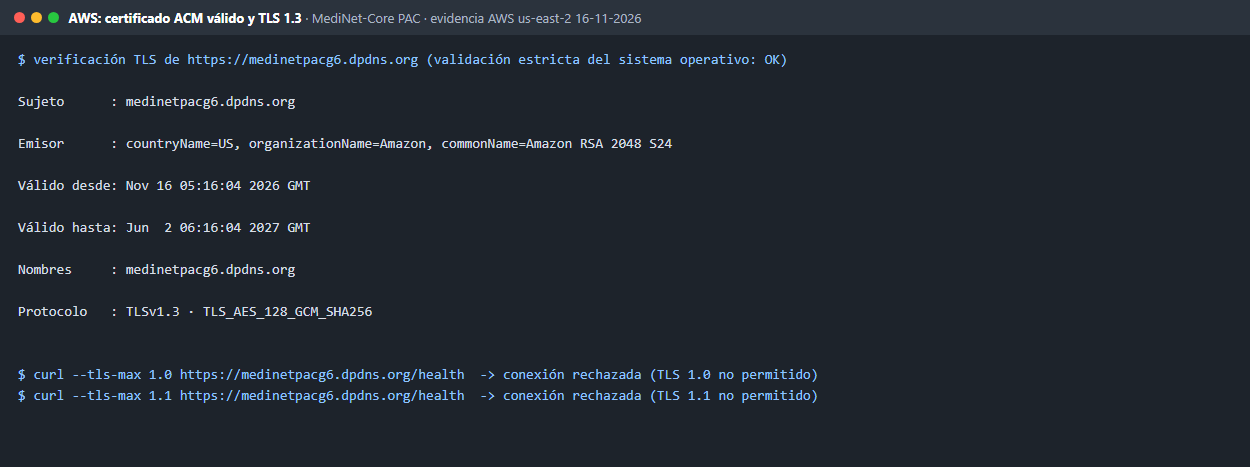 AWS: certificado ACM válido y TLS 1.3 · MediNet-Core PAC · evidencia AWS us-east-2 16-11-2026
$ verificación TLS de https://medinetpacg6.dpdns.org (validación estricta del sistema operativo: OK)
Sujeto      : medinetpacg6.dpdns.org
Emisor      : countryName=US, organizationName=Amazon, commonName=Amazon RSA 2048 S24
Válido desde: Nov 16 05:16:04 2026 GMT
Válido hasta: Jun  2 06:16:04 2027 GMT
Nombres     : medinetpacg6.dpdns.org
Protocolo   : TLSv1.3 · TLS_AES_128_GCM_SHA256
$ curl --tls-max 1.0 https://medinetpacg6.dpdns.org/health  -> conexión rechazada (TLS 1.0 no permitido)
$ curl --tls-max 1.1 https://medinetpacg6.dpdns.org/health  -> conexión rechazada (TLS 1.1 no permitido)